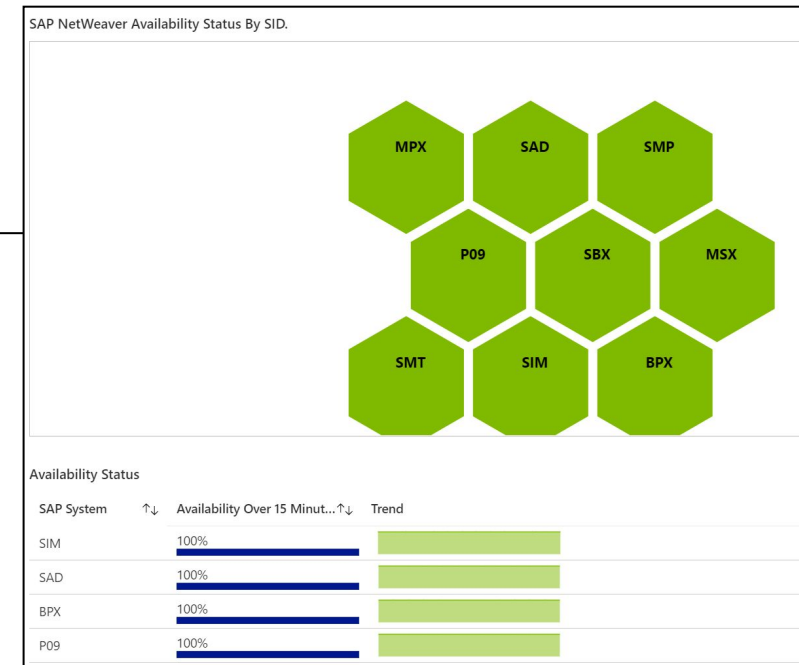 SAP NetWeaver Availability Status By SID.
MPX SAD SMP
P09 SBX MSX
SMT SIM BPX
Availability Status
SAP System ↑↓ Availability Over 15 Minut...↑↓ Trend
SIM 100%
SAD 100%
BPX 100%
P09 100%